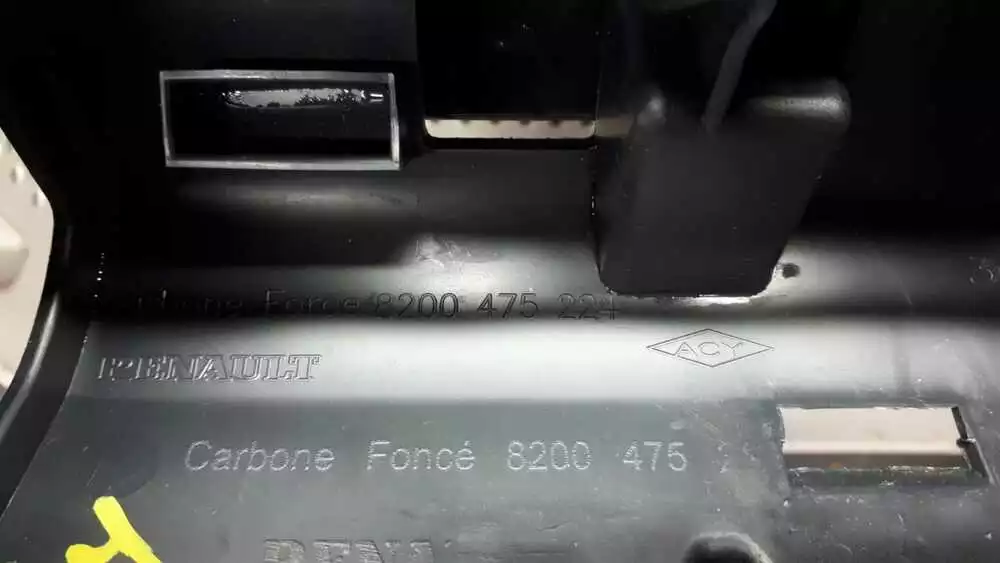 Carbone Foncé 8200 475 224
RENAULT
ACY
Carbone Foncé 8200 475